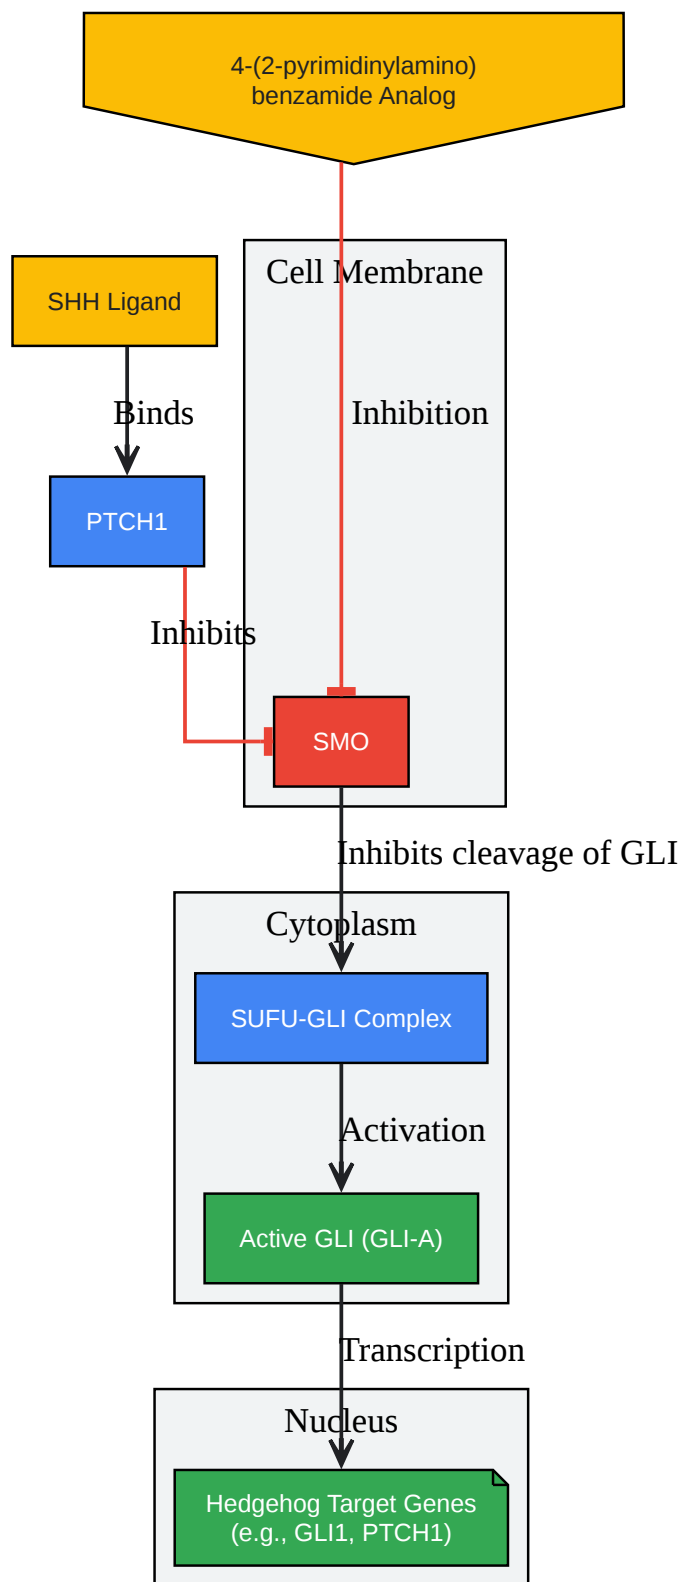 4-(2-pyrimidinylamino)
benzamide Analog
Cell Membrane
SHH Ligand
Binds
Inhibition
PTCH1
Inhibits
SMO
Inhibits cleavage of GLI
Cytoplasm
SUFU-GLI Complex
Activation
Active GLI (GLI-A)
Transcription
Nucleus
Hedgehog Target Genes
(e.g., GLI1, PTCH1)